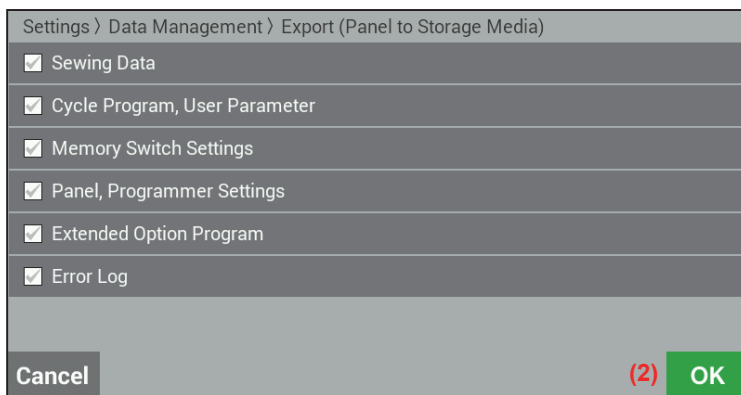 Settings 〉 Data Management 〉 Export (Panel to Storage Media)
Sewing Data
Cycle Program, User Parameter
Memory Switch Settings
Panel, Programmer Settings
Extended Option Program
Error Log
Cancel (2) OK